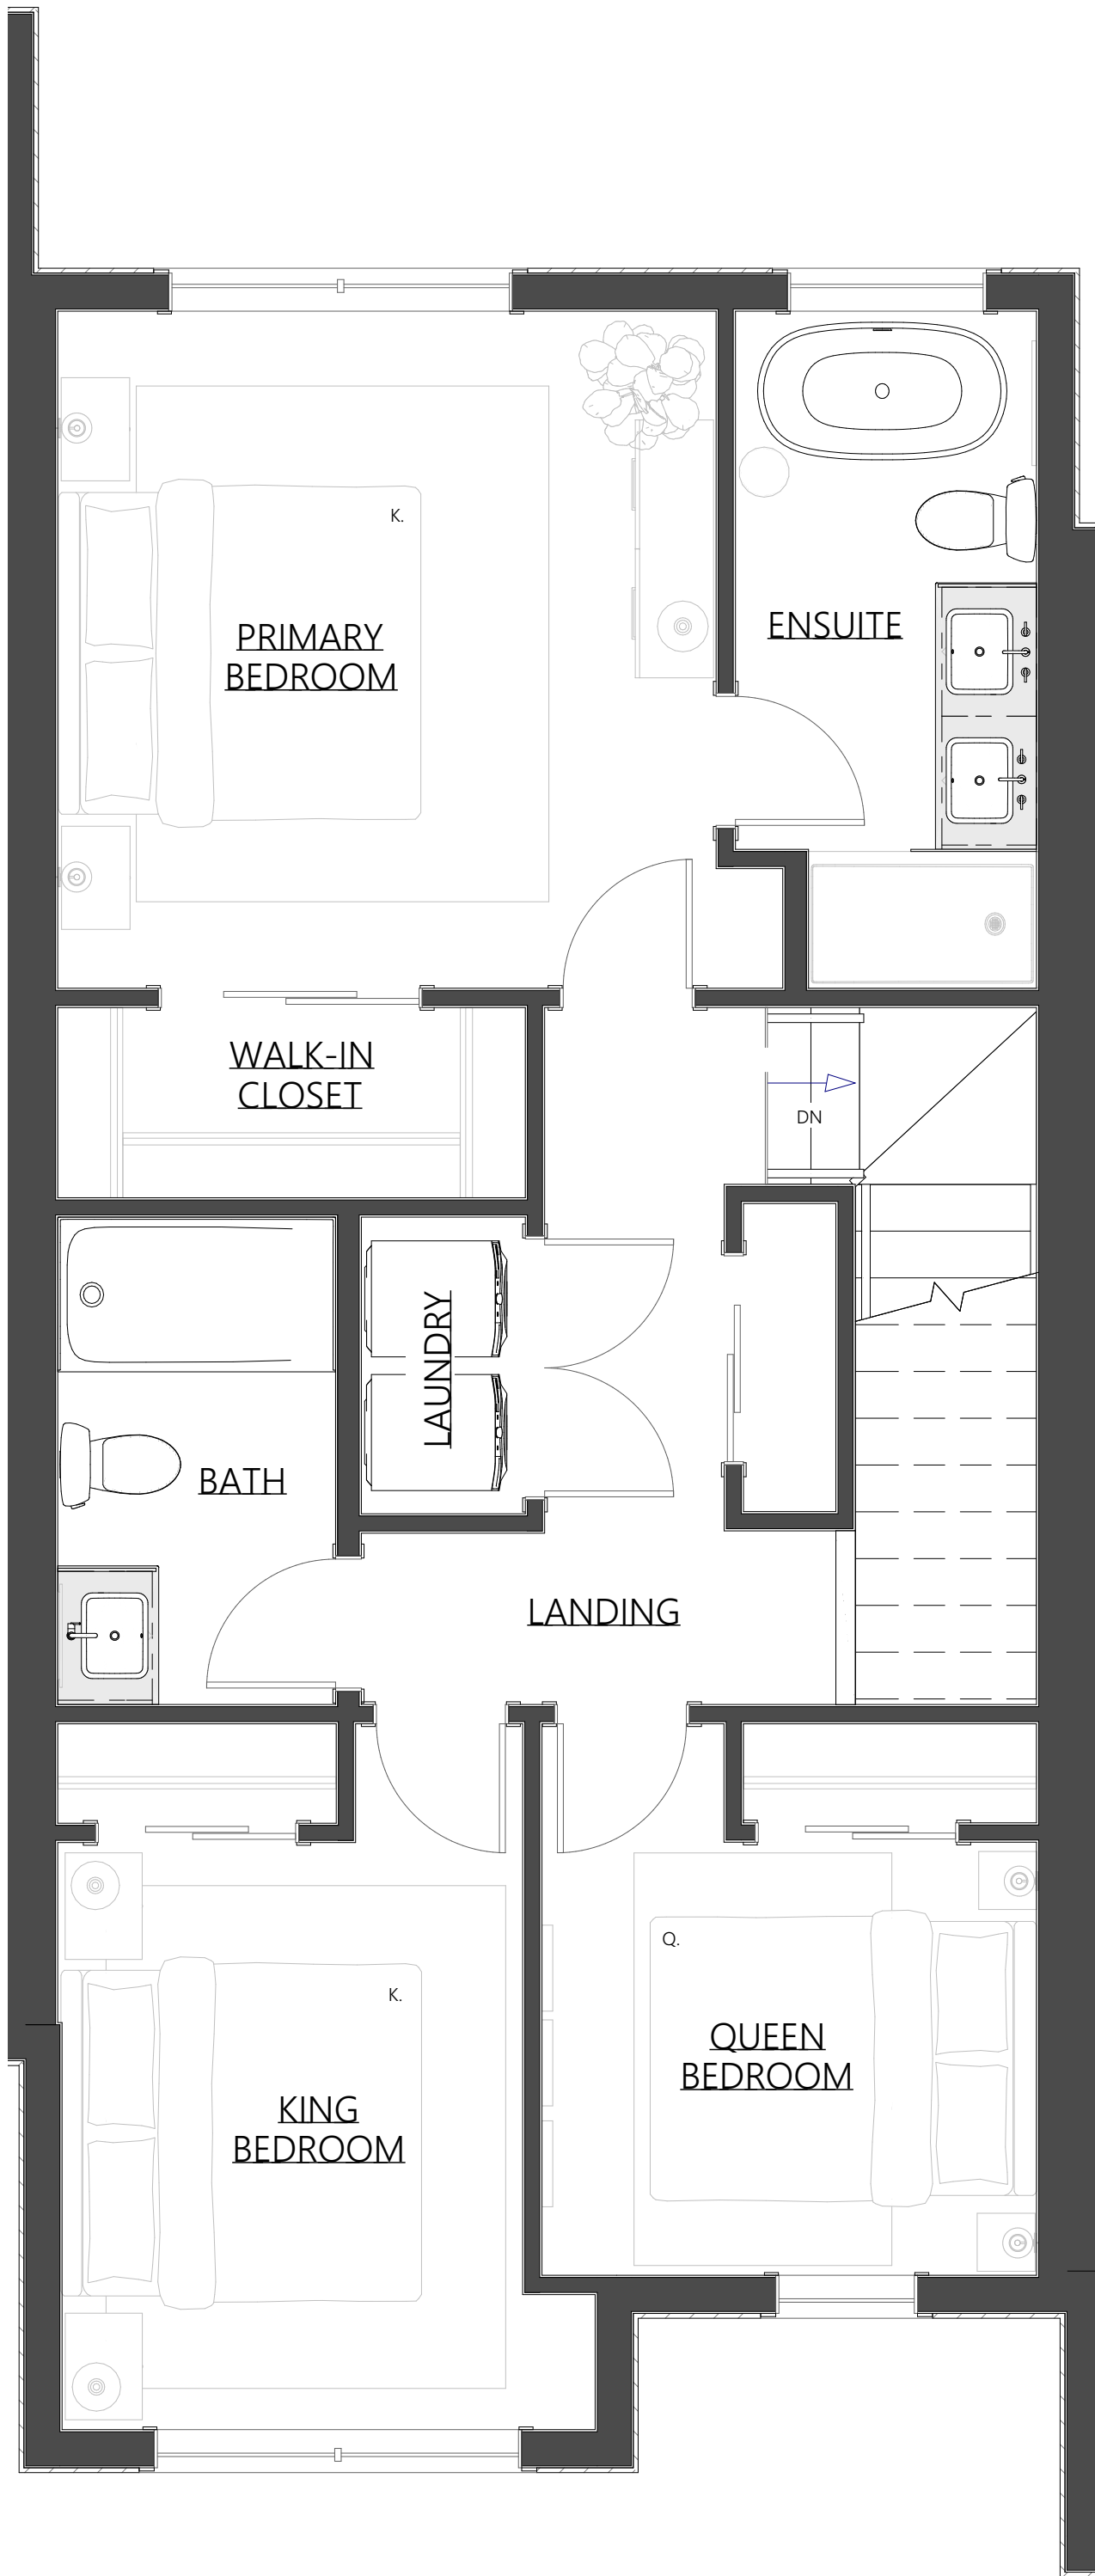 K.
PRIMARY
BEDROOM
ENSUITE
WALK-IN
CLOSET
DN
LAUNDRY
BATH
LANDING
K.
KING
BEDROOM
Q.
QUEEN
BEDROOM